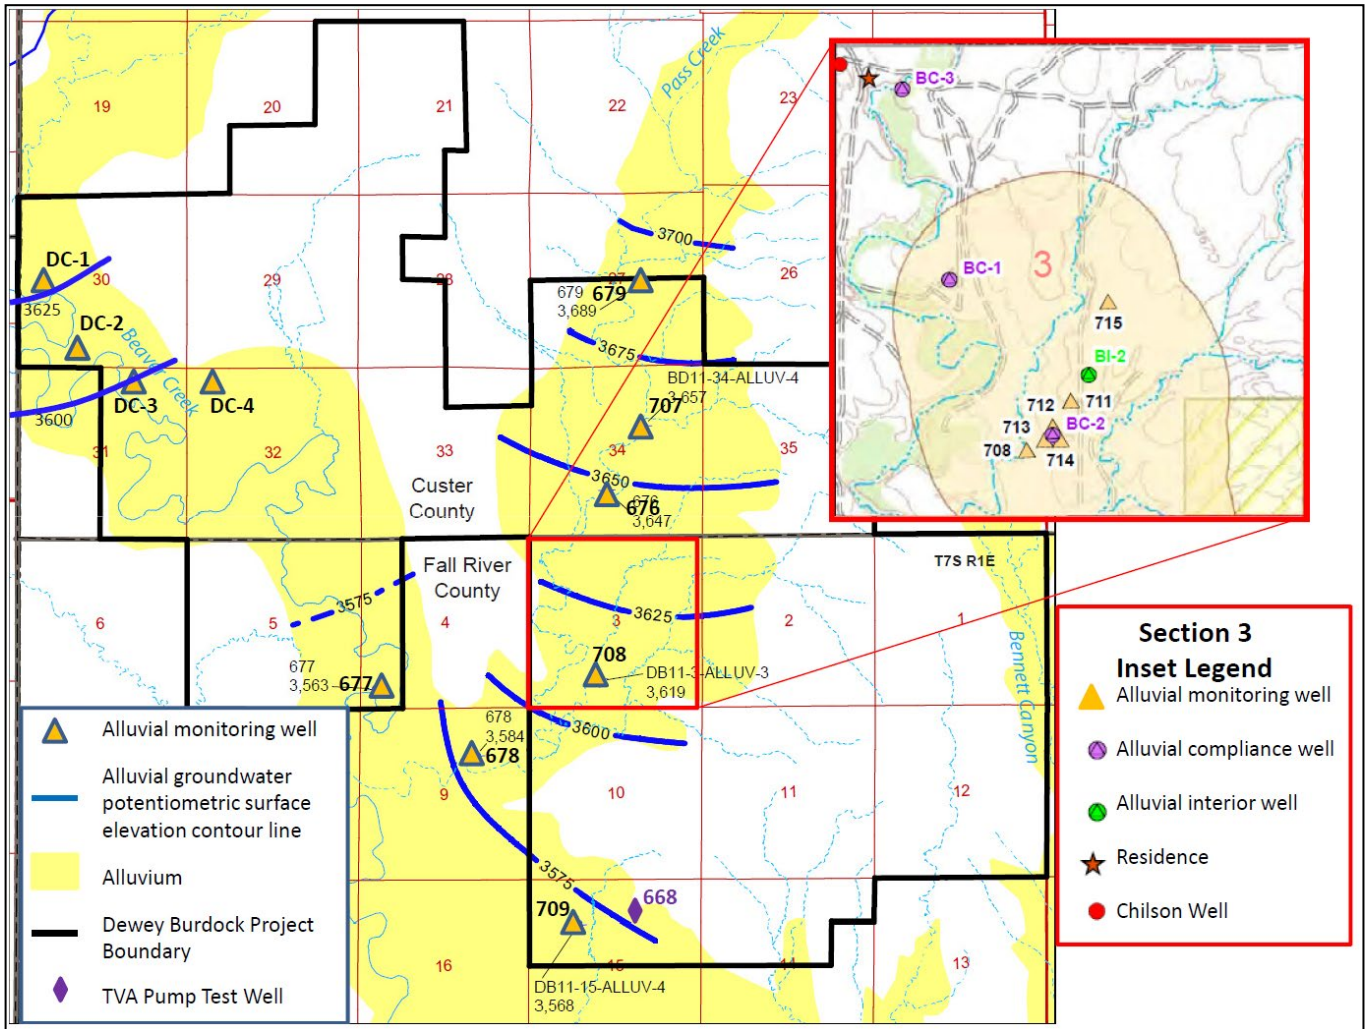 19
20
21
22
23
Pass Creek
3700
DC-1
30
29
28
27
26
3625
679
3,689
679
DC-2
Beaver Creek
3675
BD11-34-ALLUV-4
3,657
707
DC-3
DC-4
3600
31
32
33
34
35
3650
676
676
3,647
Custer
County
Fall River
County
T7S R1E
3575
6
5
4
3
2
1
3625
Bennett Canyon
677
3,563
677
708
DB11-3-ALLUV-3
3,619
678
3,584
678
3600
9
10
11
12
3575
668
709
16
15
14
13
DB11-15-ALLUV-4
3,568
Alluvial monitoring well
Alluvial groundwater
potentiometric surface
elevation contour line
Alluvium
Dewey Burdock Project
Boundary
TVA Pump Test Well
BC-3
BC-1
3
3675
715
BI-2
712
711
713
BC-2
708
714
Section 3
Inset Legend
Alluvial monitoring well
Alluvial compliance well
Alluvial interior well
Residence
Chilson Well